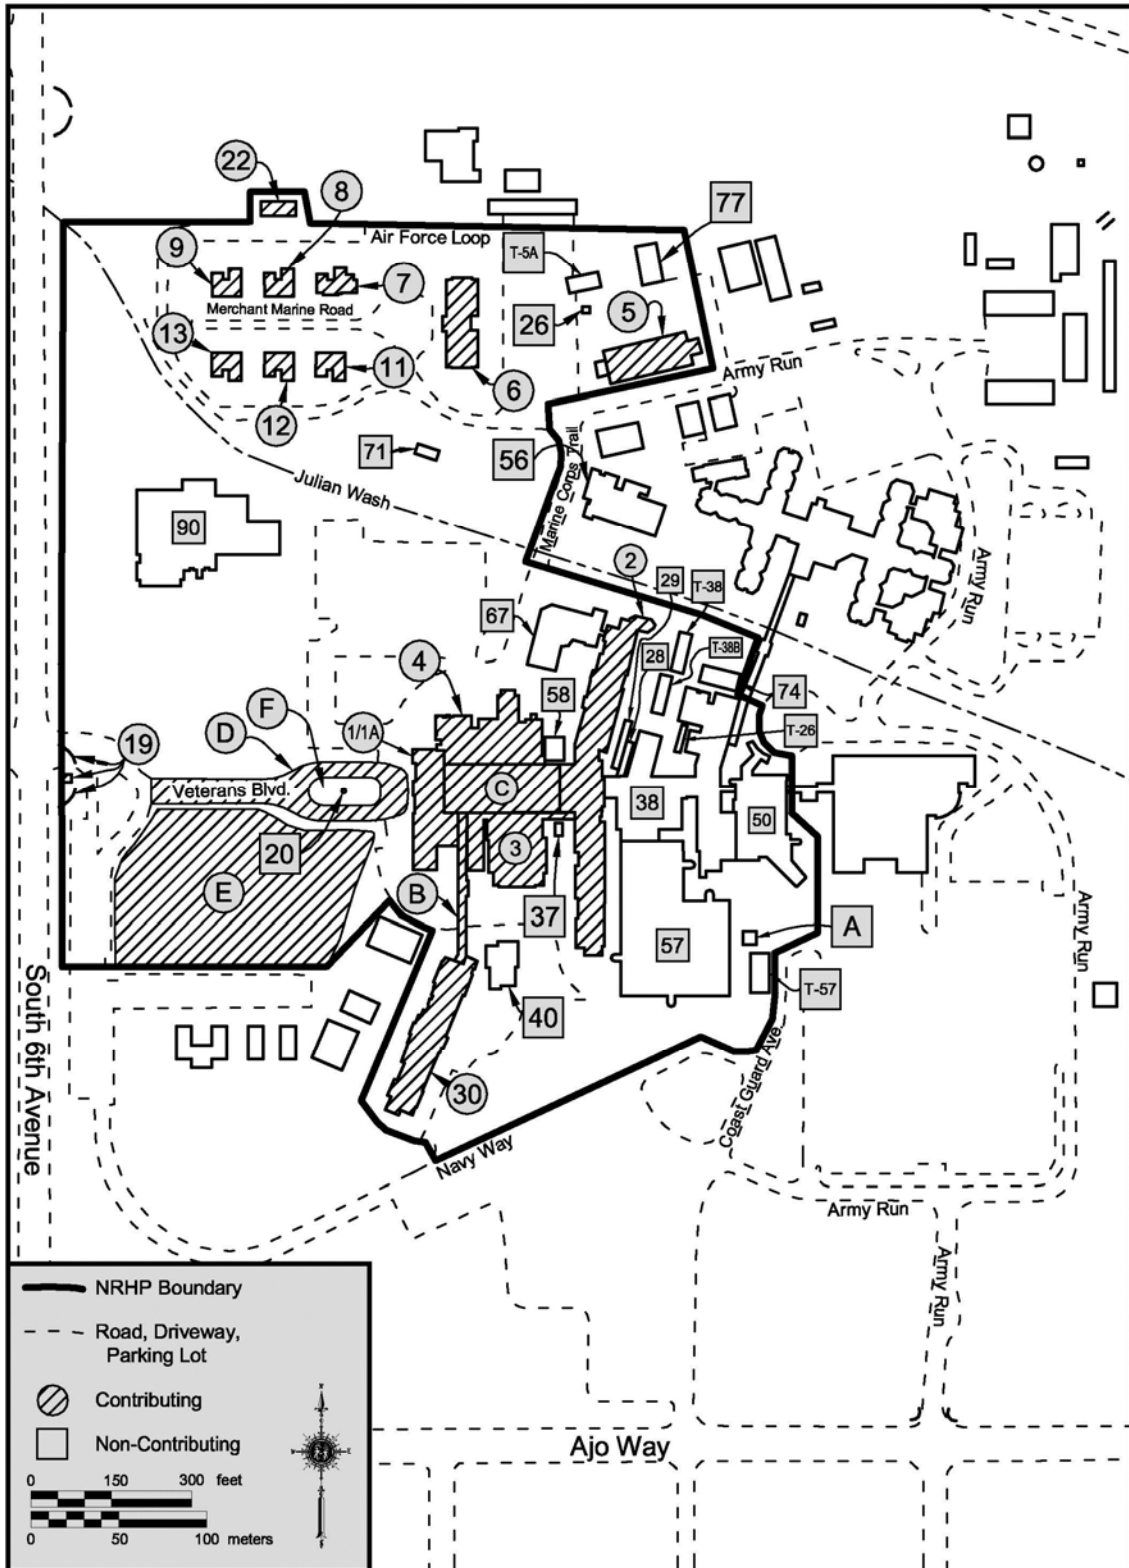 22
8
77
Air Force Loop
T-5A
9
7
Merchant Marine Road
26
5
13
11
Army Run
12
6
71
56
Marine Corps Trail
Julian Wash
90
2
29
T-38
Army Run
67
28
T-38B
4
58
74
1/1A
T-26
F
D
19
Veterans Blvd.
C
38
50
20
3
E
B
37
57
A
Army Run
South 6th Avenue
40
T-57
30
Coast Guard Ave.
Navy Way
Army Run
Army Run
NRHP Boundary
Road, Driveway,
Parking Lot
Contributing
Non-Contributing
0 150 300 feet
0 50 100 meters
Ajo Way